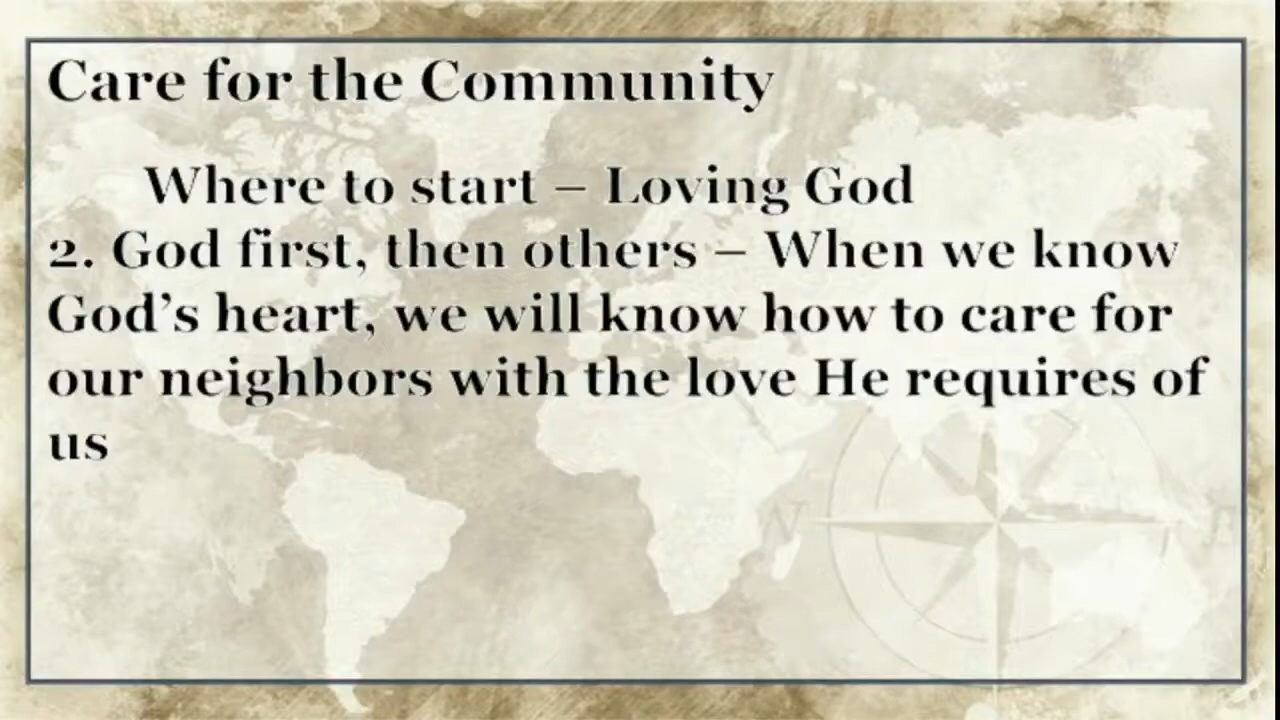 Care for the Community
Where to start – Loving God
2. God first, then others – When we know
God's heart, we will know how to care for
our neighbors with the love He requires of
us
N